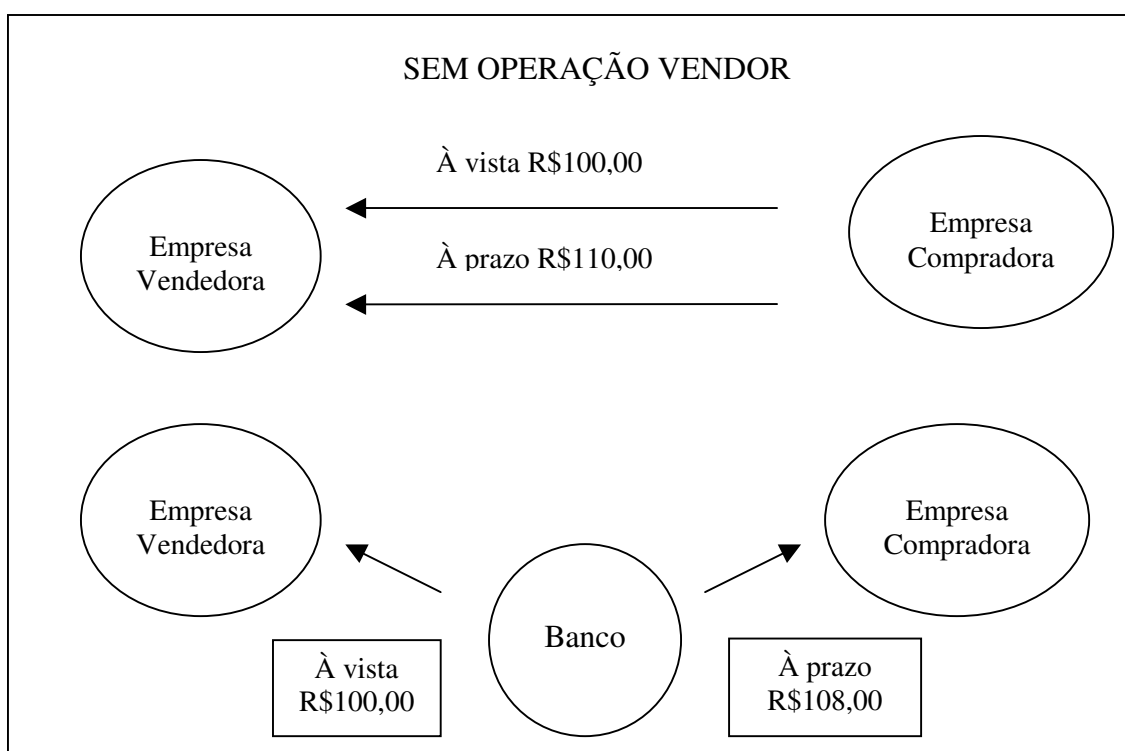 SEM OPERAÇÃO VENDOR
À vista R$100,00
Empresa
Vendedora
À prazo R$110,00
Empresa
Compradora
Empresa
Vendedora
Empresa
Compradora
Banco
À vista
R$100,00
À prazo
R$108,00